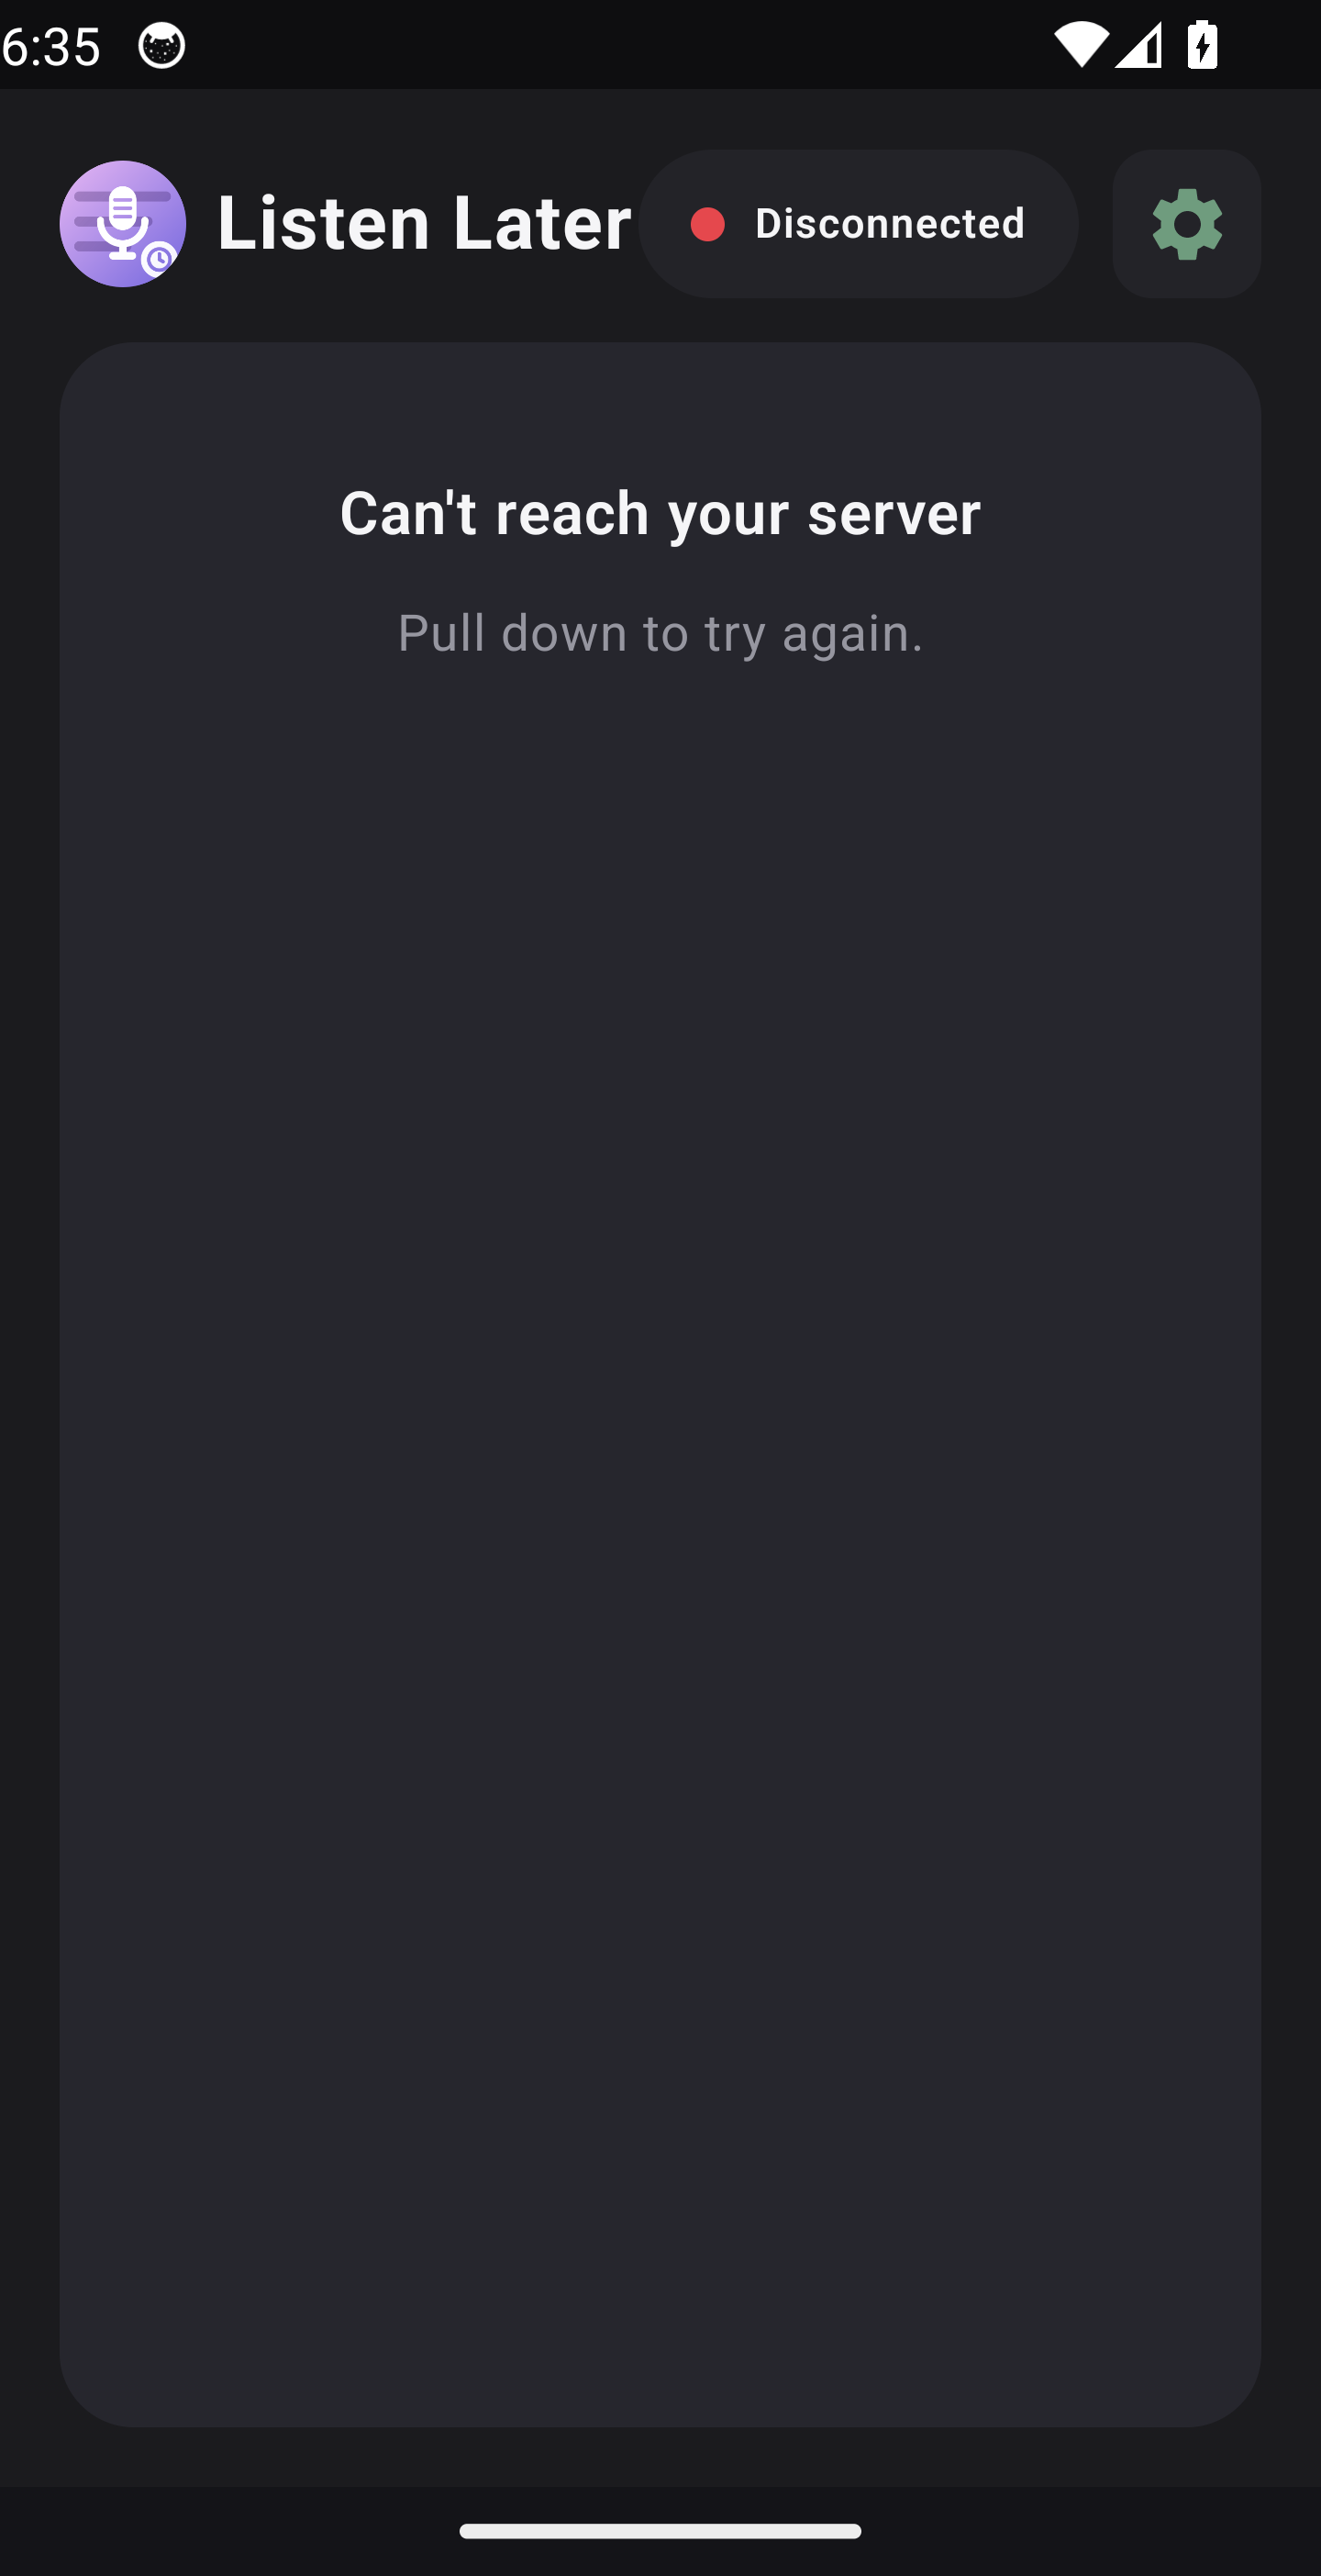 6:35
Listen Later
Disconnected
Can't reach your server
Pull down to try again.